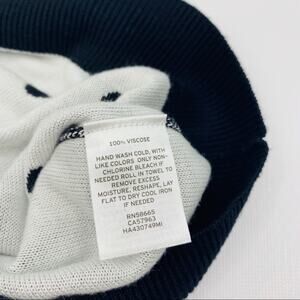 100% VISCOSE
HAND WASH COLD, WITH
LIKE COLORS ONLY NON-
CHLORINE BLEACH IF
NEEDED ROLL IN TOWEL TO
REMOVE EXCESS
MOISTURE, RESHAPE, LAY
FLAT TO DRY COOL IRON
IF NEEDED
RN58665
CA57963
HA430749MI